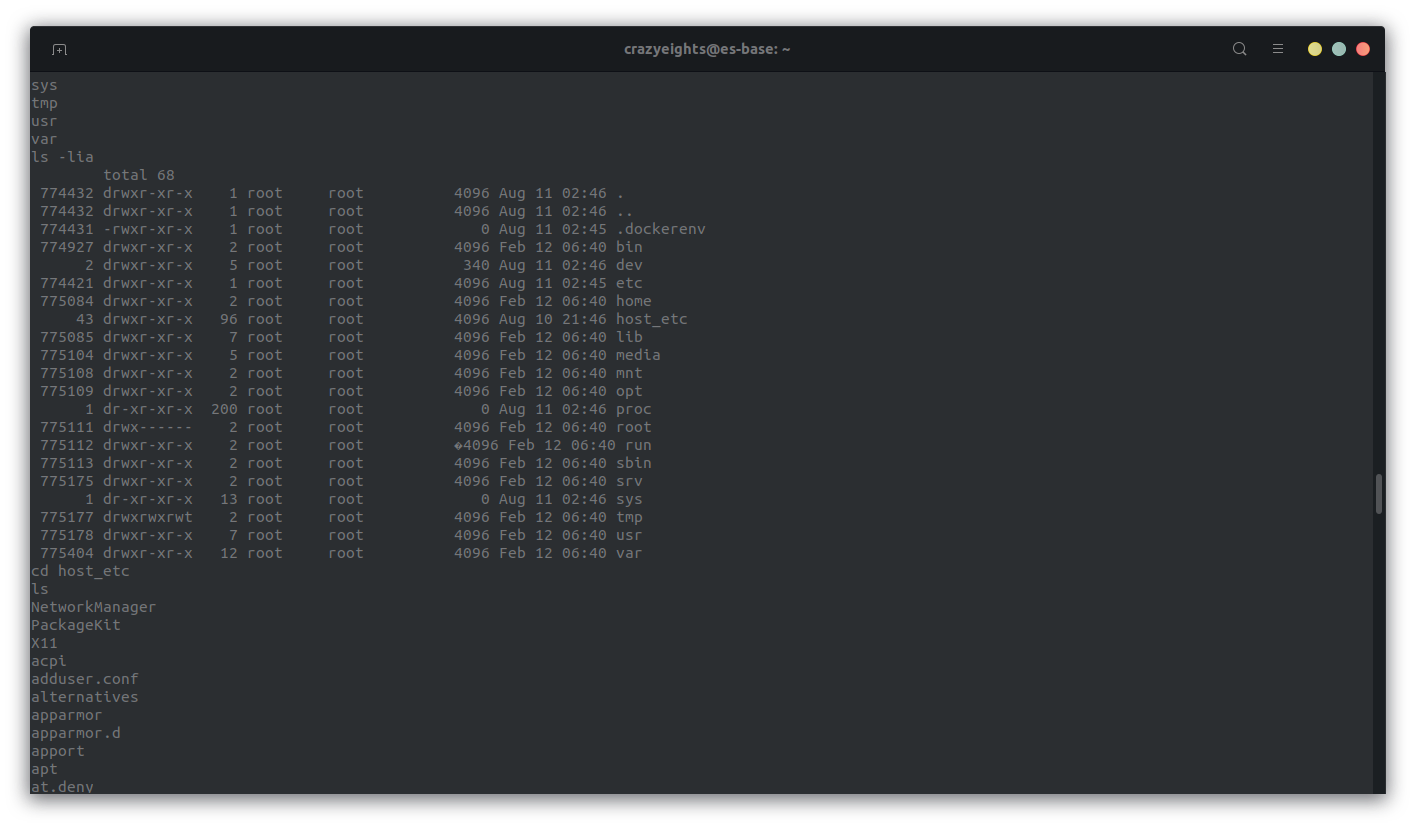 crazyeights@es-base: ~
sys
tmp
usr
var
ls -lia
        total 68
 774432 drwxr-xr-x    1 root     root          4096 Aug 11 02:46 .
 774432 drwxr-xr-x    1 root     root          4096 Aug 11 02:46 ..
 774431 -rwxr-xr-x    1 root     root             0 Aug 11 02:45 .dockerenv
 774927 drwxr-xr-x    2 root     root          4096 Feb 12 06:40 bin
      2 drwxr-xr-x    5 root     root           340 Aug 11 02:46 dev
 774421 drwxr-xr-x    1 root     root          4096 Aug 11 02:45 etc
 775084 drwxr-xr-x    2 root     root          4096 Feb 12 06:40 home
     43 drwxr-xr-x   96 root     root          4096 Aug 10 21:46 host_etc
 775085 drwxr-xr-x    7 root     root          4096 Feb 12 06:40 lib
 775104 drwxr-xr-x    5 root     root          4096 Feb 12 06:40 media
 775108 drwxr-xr-x    2 root     root          4096 Feb 12 06:40 mnt
 775109 drwxr-xr-x    2 root     root          4096 Feb 12 06:40 opt
      1 dr-xr-xr-x  200 root     root             0 Aug 11 02:46 proc
 775111 drwx------    2 root     root          4096 Feb 12 06:40 root
 775112 drwxr-xr-x    2 root     root          �4096 Feb 12 06:40 run
 775113 drwxr-xr-x    2 root     root          4096 Feb 12 06:40 sbin
 775175 drwxr-xr-x    2 root     root          4096 Feb 12 06:40 srv
      1 dr-xr-xr-x   13 root     root             0 Aug 11 02:46 sys
 775177 drwxrwxrwt    2 root     root          4096 Feb 12 06:40 tmp
 775178 drwxr-xr-x    7 root     root          4096 Feb 12 06:40 usr
 775404 drwxr-xr-x   12 root     root          4096 Feb 12 06:40 var
cd host_etc
ls
NetworkManager
PackageKit
X11
acpi
adduser.conf
alternatives
apparmor
apparmor.d
apport
apt
at.deny